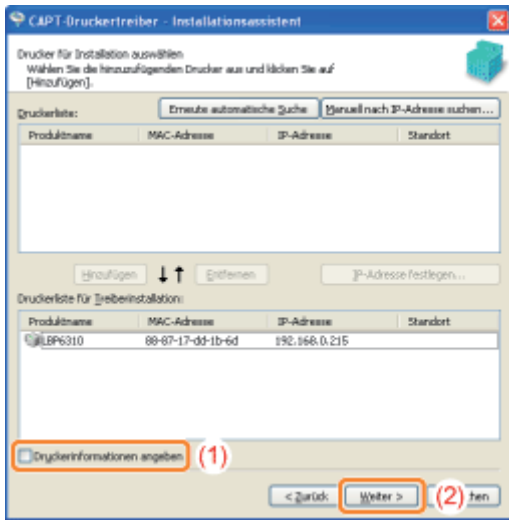 CAPT-Druckertreiber - Installationsassistent
Drucker für Installation auswählen
Wählen Sie die hinzuzufügenden Drucker aus und klicken Sie auf
[Hinzufügen].
Druckerliste: Erneute automatische Suche Manuell nach IP-Adresse suchen...
Produktname MAC-Adresse IP-Adresse Standort
Hinzufügen Entfernen IP-Adresse festlegen...
Druckerliste für Treiberinstallation:
Produktname MAC-Adresse IP-Adresse Standort
LBP6310 88-87-17-dd-1b-6d 192.168.0.215
Druckerinformationen angeben (1)
< Zurück Weiter > (2) hen